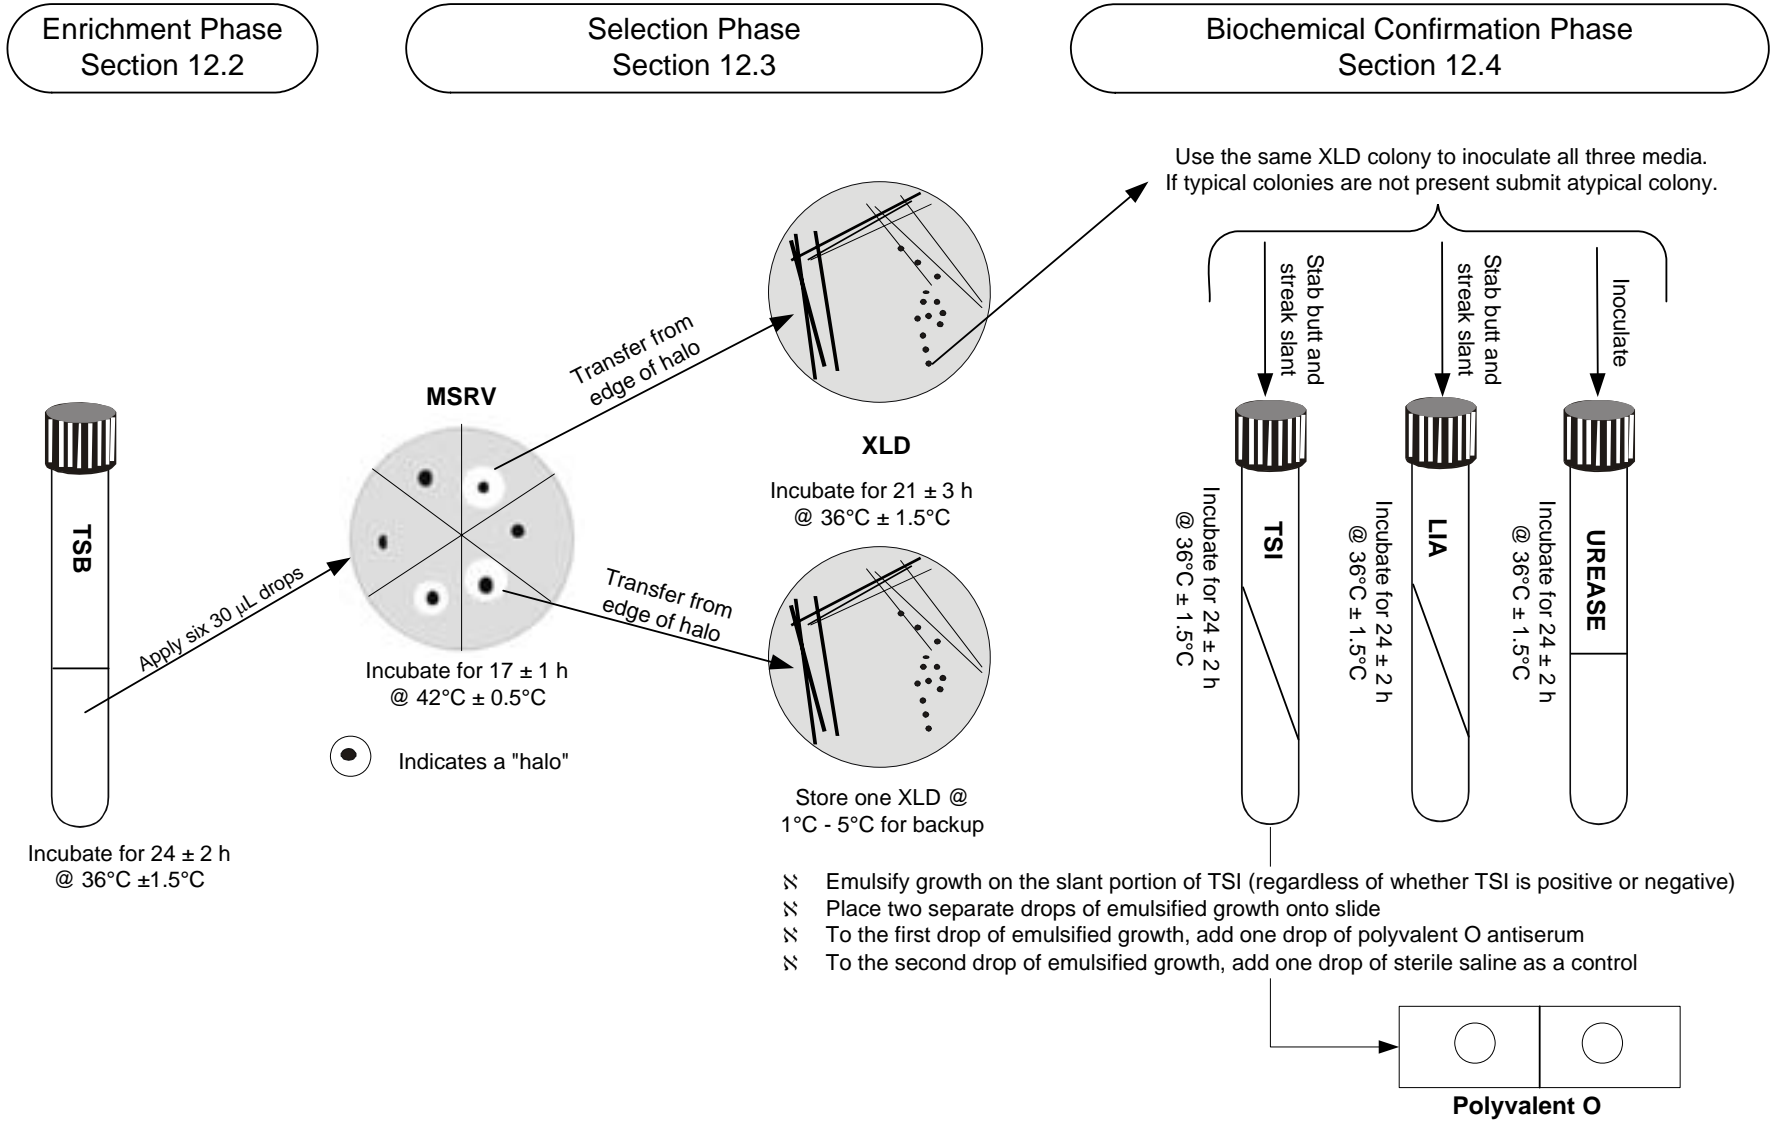 Enrichment Phase
Section 12.2
Selection Phase
Section 12.3
Biochemical Confirmation Phase
Section 12.4
Use the same XLD colony to inoculate all three media.
If typical colonies are not present submit atypical colony.
Stab butt and
streak slant
Stab butt and
streak slant
Inoculate
Transfer from
edge of halo
MSRV
XLD
Incubate for 21 ± 3 h
@ 36°C ± 1.5°C
TSB
Apply six 30 µL drops
Transfer from
edge of halo
Incubate for 17 ± 1 h
@ 42°C ± 0.5°C
Indicates a "halo"
Store one XLD @
1°C - 5°C for backup
Incubate for 24 ± 2 h
@ 36°C ±1.5°C
TSI
Incubate for 24 ± 2 h
@ 36°C ± 1.5°C
LIA
Incubate for 24 ± 2 h
@ 36°C ± 1.5°C
UREASE
Incubate for 24 ± 2 h
@ 36°C ± 1.5°C
ℵ Emulsify growth on the slant portion of TSI (regardless of whether TSI is positive or negative)
ℵ Place two separate drops of emulsified growth onto slide
ℵ To the first drop of emulsified growth, add one drop of polyvalent O antiserum
ℵ To the second drop of emulsified growth, add one drop of sterile saline as a control
Polyvalent O